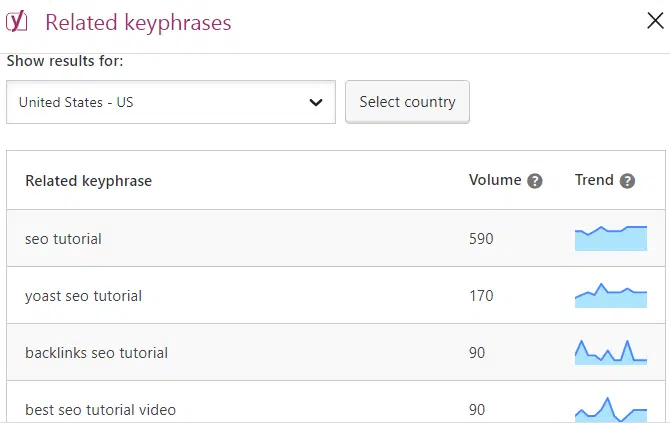 Related keyphrases
Show results for:
United States - US
Select country
Related keyphrase Volume ? Trend ?
seo tutorial 590
yoast seo tutorial 170
backlinks seo tutorial 90
best seo tutorial video 90